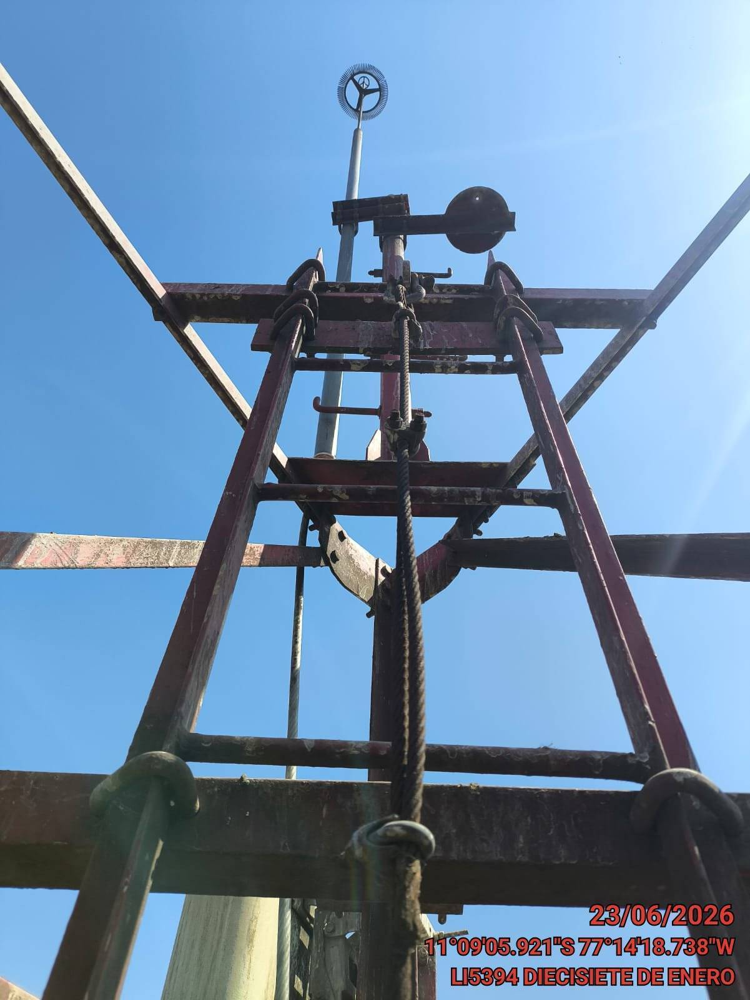 23/06/2026
11°09'05.921"S 77°14'18.738"W
LI5394 DIECISIETE DE ENERO